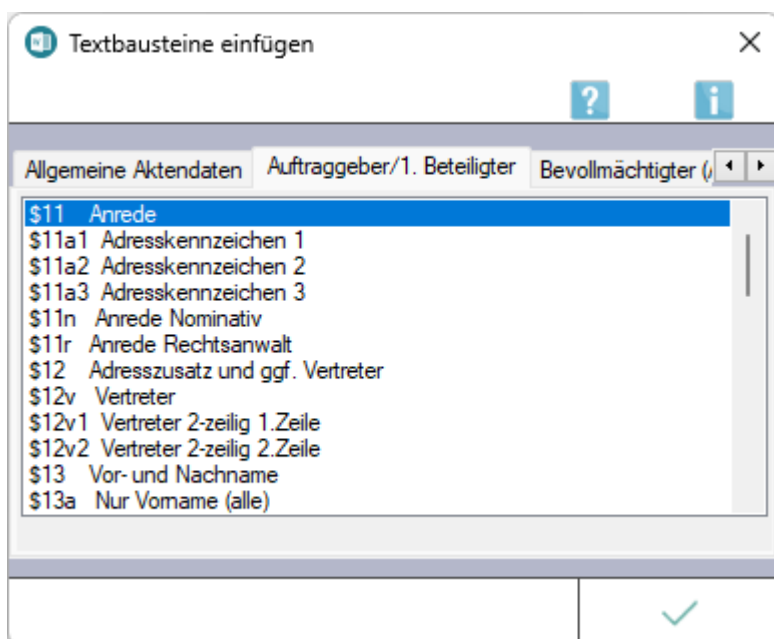 Textbausteine einfügen
?
i
Allgemeine Aktendaten Auftraggeber/1. Beteiligter Bevollmächtigter (
$11 Anrede
$11a1 Adresskennzeichen 1
$11a2 Adresskennzeichen 2
$11a3 Adresskennzeichen 3
$11n Anrede Nominativ
$11r Anrede Rechtsanwalt
$12 Adresszusatz und ggf. Vertreter
$12v Vertreter
$12v1 Vertreter 2-zeilig 1.Zeile
$12v2 Vertreter 2-zeilig 2.Zeile
$13 Vor- und Nachname
$13a Nur Vorname (alle)